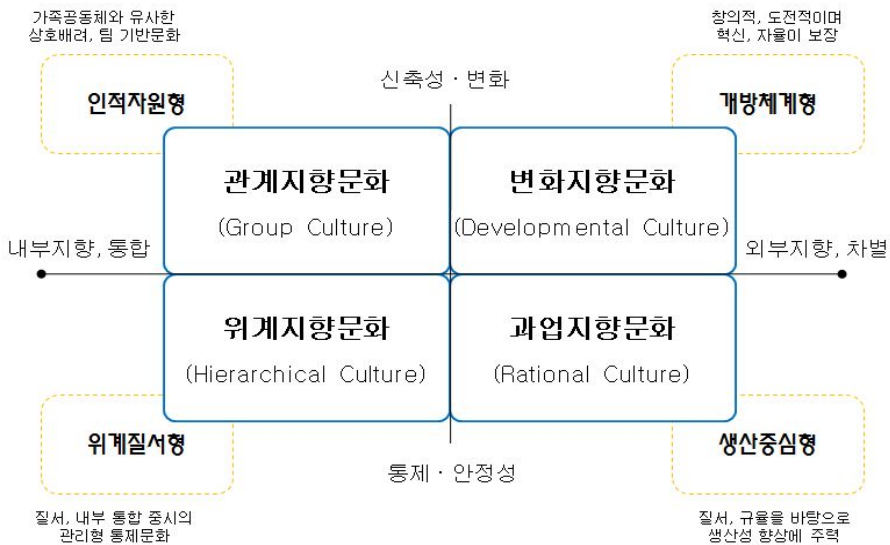 가족공동체와 유사한
상호배려, 팀 기반문화
창의적, 도전적이며
혁신, 자율이 보장
인적자원형
신축성 · 변화
개방체계형
관계지향문화
(Group Culture)
변화지향문화
(Developmental Culture)
내부지향, 통합
외부지향, 차별
위계지향문화
(Hierarchical Culture)
과업지향문화
(Rational Culture)
위계질서형
통제 · 안정성
생산중심형
질서, 내부 통합 중시의
관리형 통제문화
질서, 규율을 바탕으로
생산성 향상에 주력